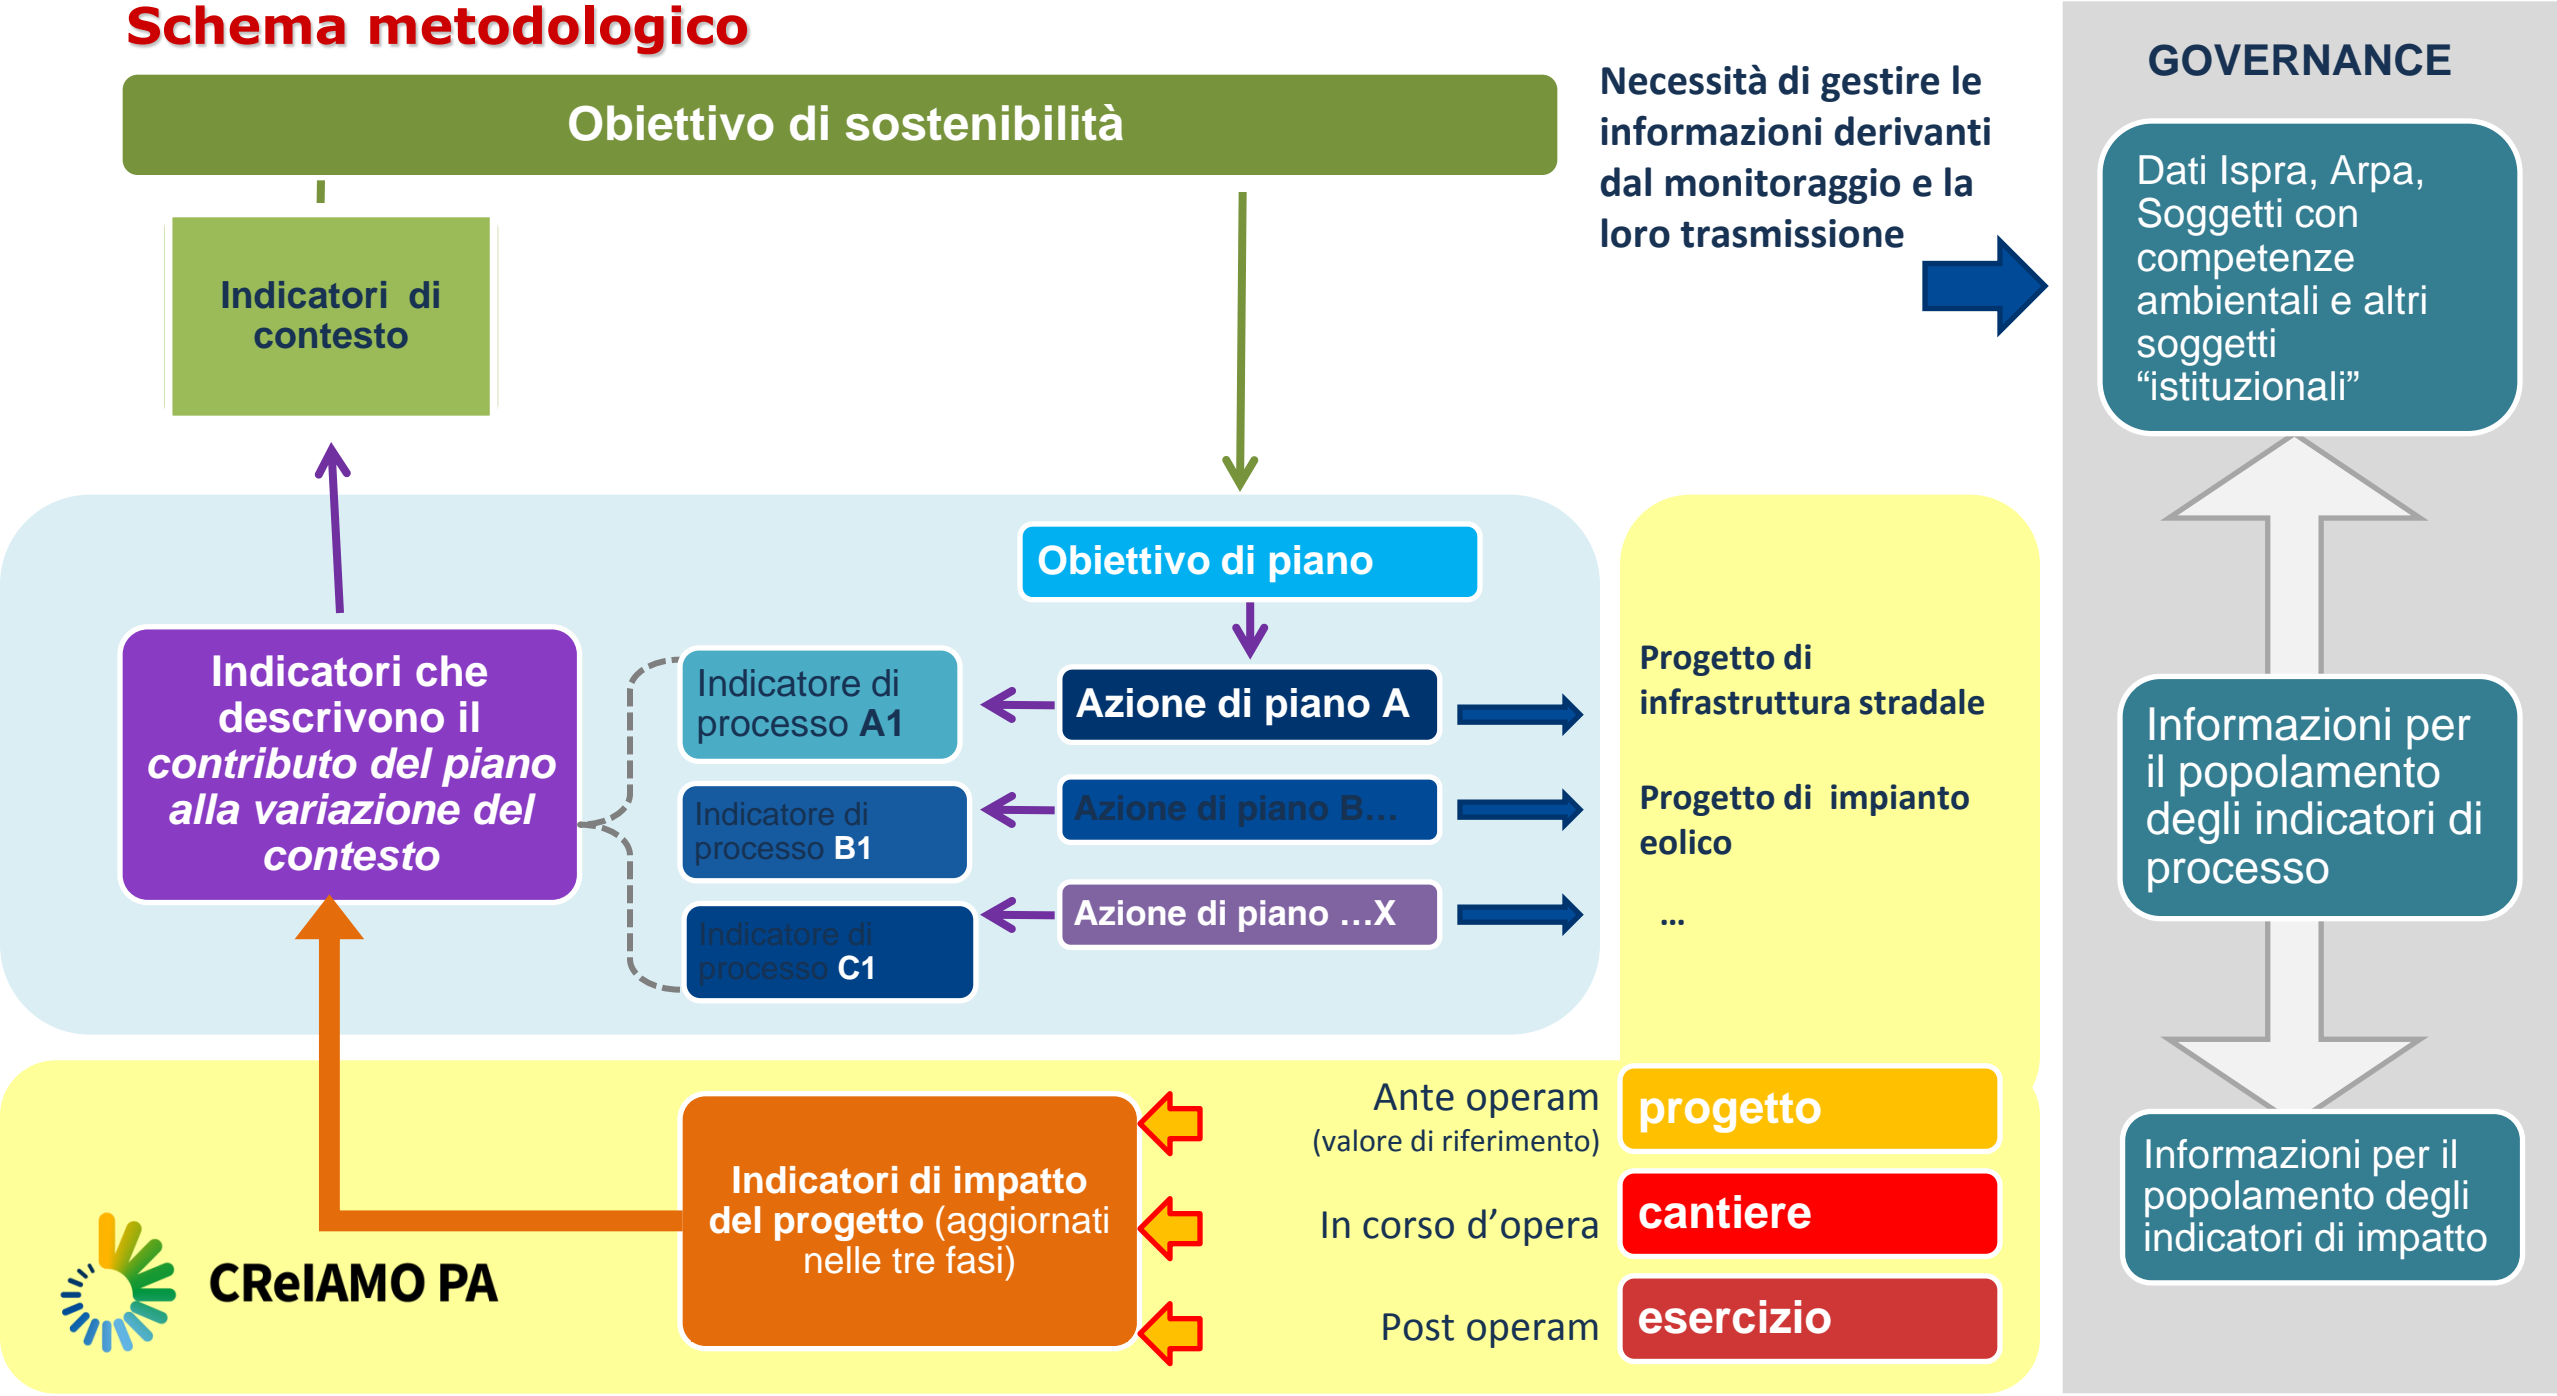 Schema metodologico
Obiettivo di sostenibilità
Necessità di gestire le
informazioni derivanti
dal monitoraggio e la
loro trasmissione
GOVERNANCE
Dati Ispra, Arpa,
Soggetti con
competenze
ambientali e altri
soggetti
“istituzionali”
Indicatori di
contesto
Obiettivo di piano
Indicatori che
descrivono il
contributo del piano
alla variazione del
contesto
Indicatore di
processo A1
Azione di piano A
Progetto di
infrastruttura stradale
Indicatore di
processo B1
Azione di piano B...
Progetto di impianto
eolico
Indicatore di
processo C1
Azione di piano ...X
...
Informazioni per
il popolamento
degli indicatori di
processo
Indicatori di impatto
del progetto (aggiornati
nelle tre fasi)
Ante operam
(valore di riferimento)
progetto
In corso d’opera
cantiere
Post operam
esercizio
Informazioni per il
popolamento degli
indicatori di impatto
CReIAMO PA